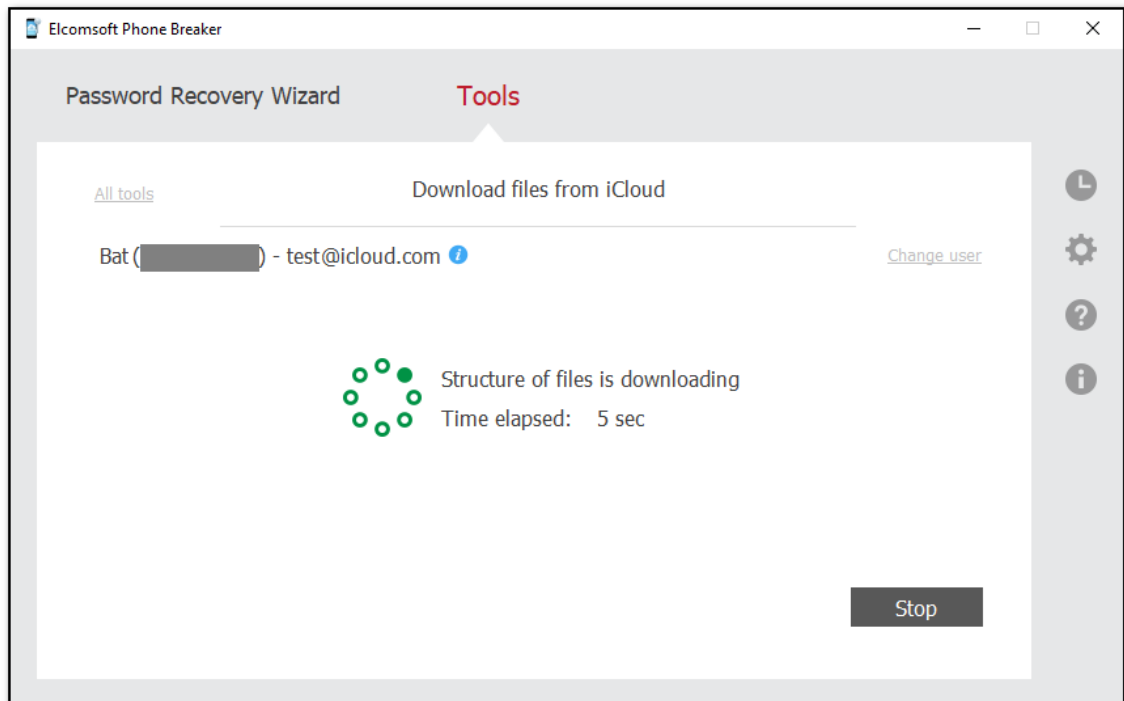 Elcomsoft Phone Breaker
Password Recovery Wizard Tools
All tools Download files from iCloud
Bat ( ) - test@icloud.com i Change user
Structure of files is downloading
Time elapsed: 5 sec
Stop